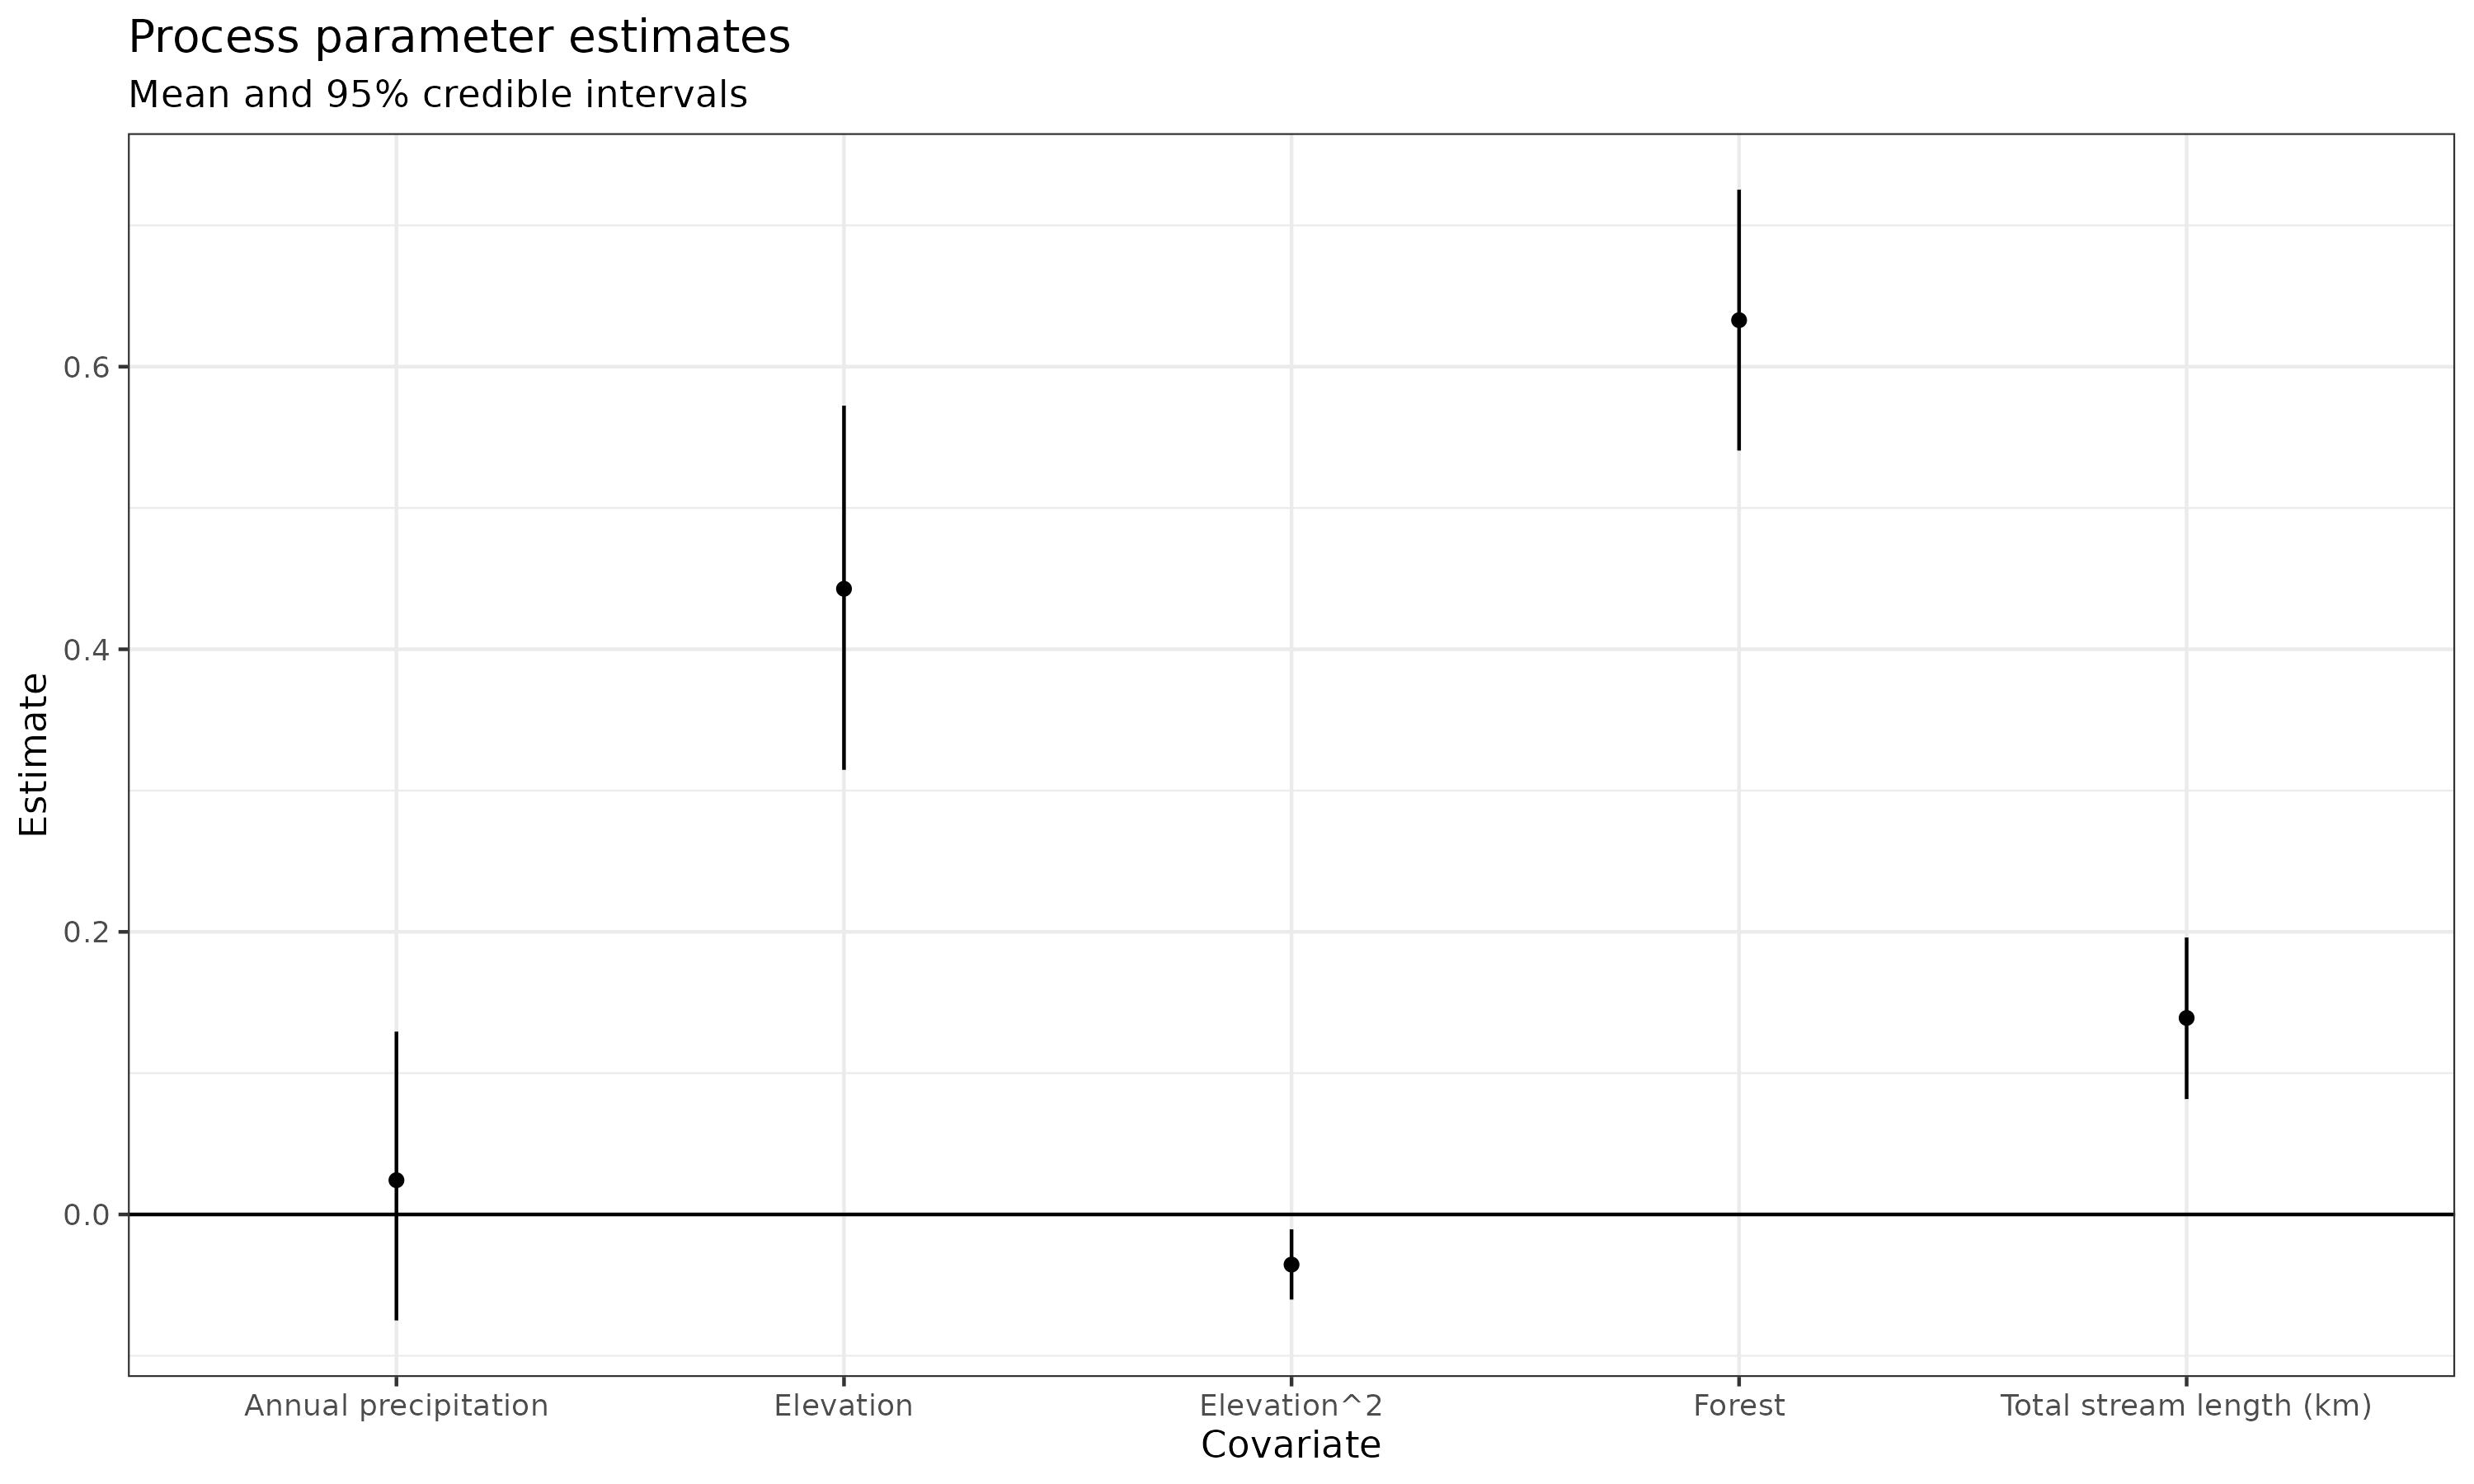 Process parameter estimates
Mean and 95% credible intervals
Estimate
0.6
0.4
0.2
0.0
Annual precipitation
Elevation
Elevation^2
Forest
Total stream length (km)
Covariate